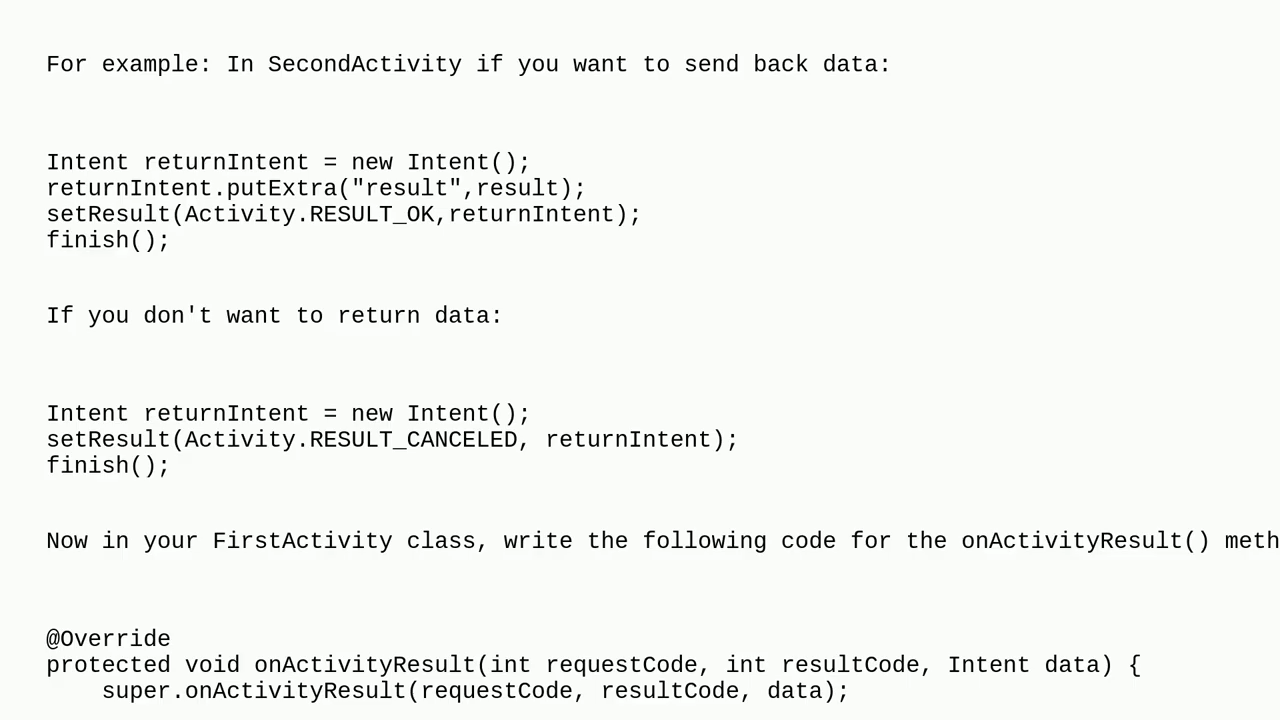 For example: In SecondActivity if you want to send back data:
Intent returnIntent = new Intent();
returnIntent.putExtra("result",result);
setResult(Activity.RESULT_OK,returnIntent);
finish();
If you don't want to return data:
Intent returnIntent = new Intent();
setResult(Activity.RESULT_CANCELED, returnIntent);
finish();
Now in your FirstActivity class, write the following code for the onActivityResult() meth
@Override
protected void onActivityResult(int requestCode, int resultCode, Intent data) {
    super.onActivityResult(requestCode, resultCode, data);